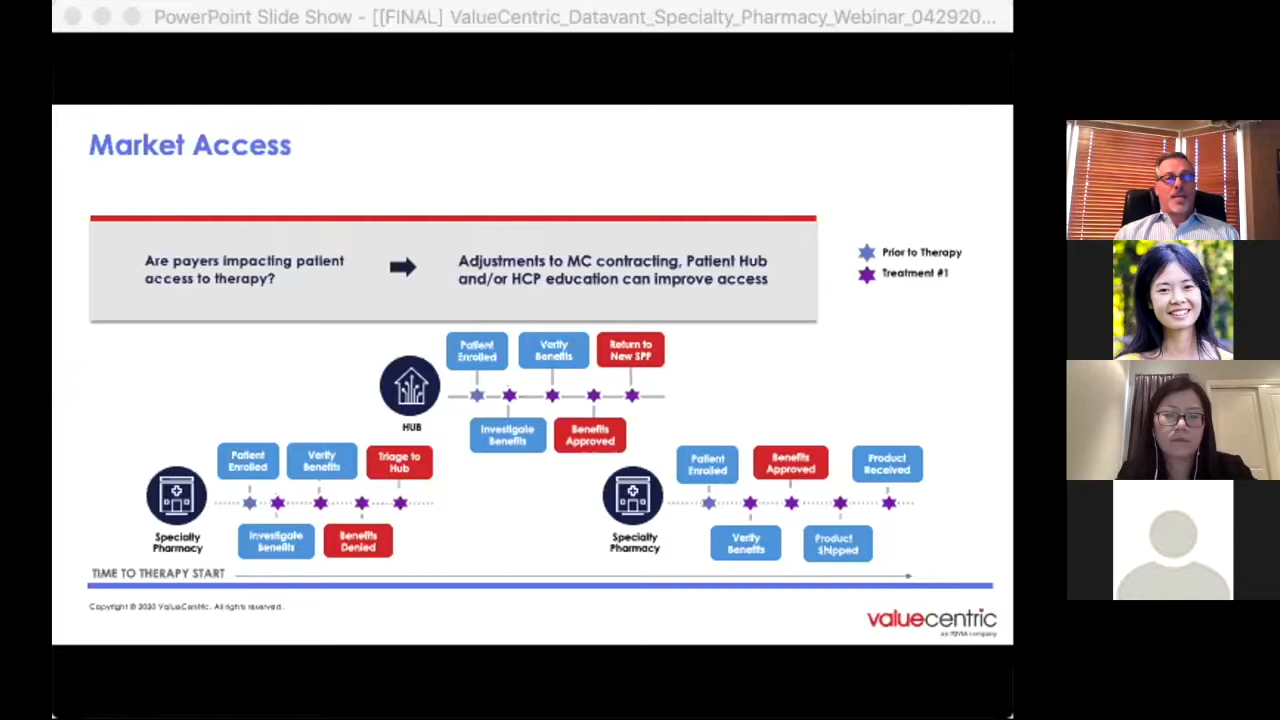 PowerPoint Slide Show - [[FINAL] ValueCentric_Datavant_Specialty_Pharmacy_Webinar_042920...
Market Access
Are payers impacting patient
access to therapy?
Adjustments to MC contracting, Patient Hub
and/or HCP education can improve access
Prior to Therapy
Treatment #1
Patient
Enrolled
Verify
Benefits
Return to
New SPP
HUB
Investigate
Benefits
Benefits
Approved
Patient
Enrolled
Verify
Benefits
Triage to
Hub
Specialty
Pharmacy
Investigate
Benefits
Benefits
Denied
Patient
Enrolled
Benefits
Approved
Product
Received
Specialty
Pharmacy
Verify
Benefits
Product
Shipped
TIME TO THERAPY START
Copyright © 2020 ValueCentric. All rights reserved.
valuecentric
an IQVIA company